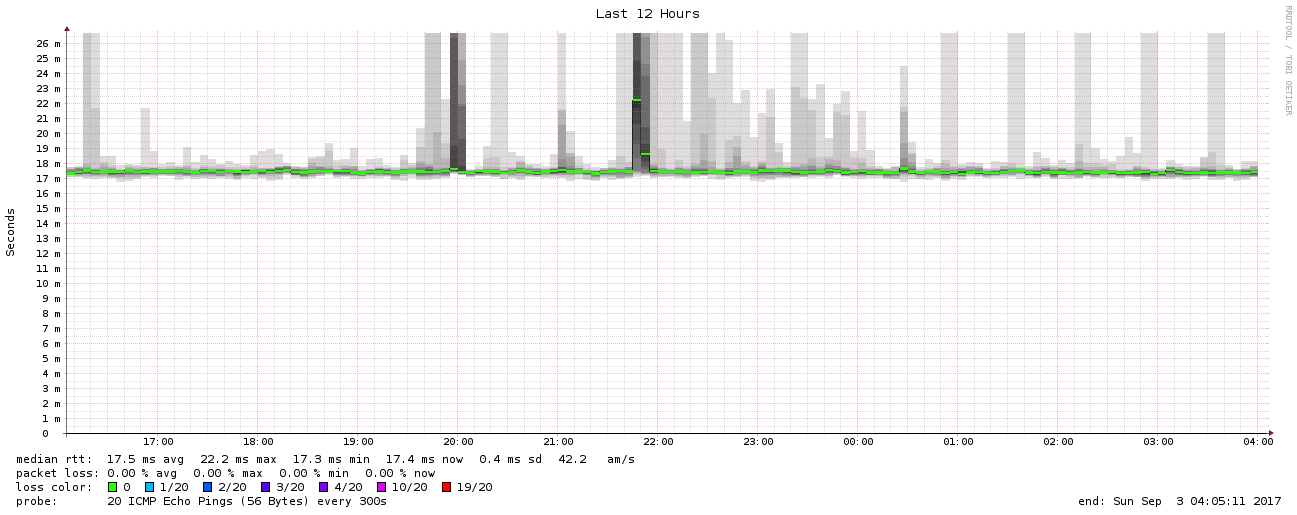 Last 12 Hours
RRDTOOL / TOBI OETIKER
26 m
25 m
24 m
23 m
22 m
21 m
20 m
19 m
18 m
17 m
16 m
15 m
14 m
13 m
12 m
11 m
10 m
9 m
8 m
7 m
6 m
5 m
4 m
3 m
2 m
1 m
0
Seconds
17:00 18:00 19:00 20:00 21:00 22:00 23:00 00:00 01:00 02:00 03:00 04:00
median rtt: 17.5 ms avg 22.2 ms max 17.3 ms min 17.4 ms now 0.4 ms sd 42.2 am/s
packet loss: 0.00 % avg 0.00 % max 0.00 % min 0.00 % now
loss color: 0 1/20 2/20 3/20 4/20 10/20 19/20
probe: 20 ICMP Echo Pings (56 Bytes) every 300s end: Sun Sep 3 04:05:11 2017